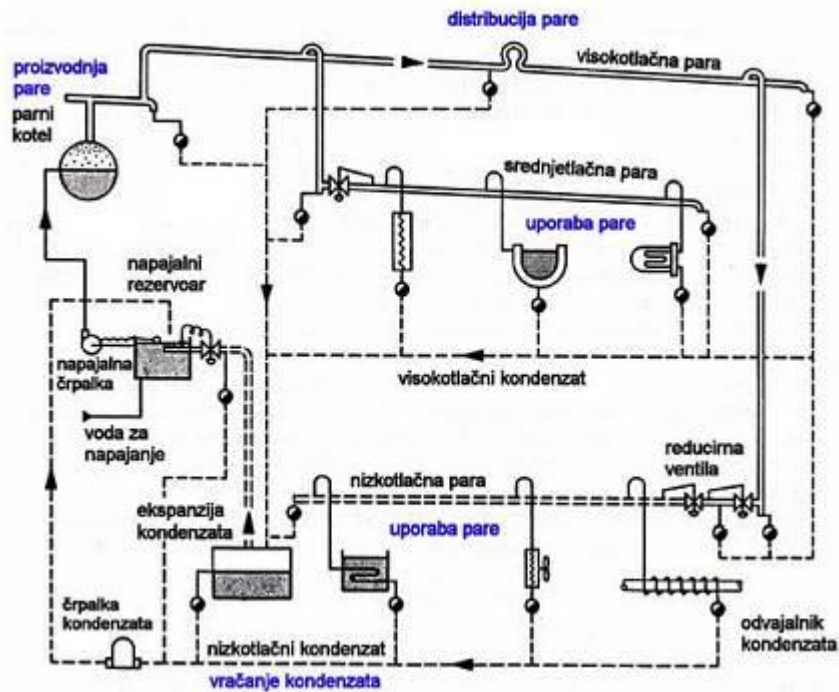 distribucija pare
proizvodnja
pare
parni
kotel
visokotlačna para
srednjetlačna para
uporaba pare
napajalni
rezervoar
napajalna
črpalka
visokotlačni kondenzat
voda za
napajanje
reducirna
ventila
nizkotlačna para
ekspanzija
kondenzata
uporaba pare
črpalka
kondenzata
nizkotlačni kondenzat
odvajalnik
kondenzata
vračanje kondenzata